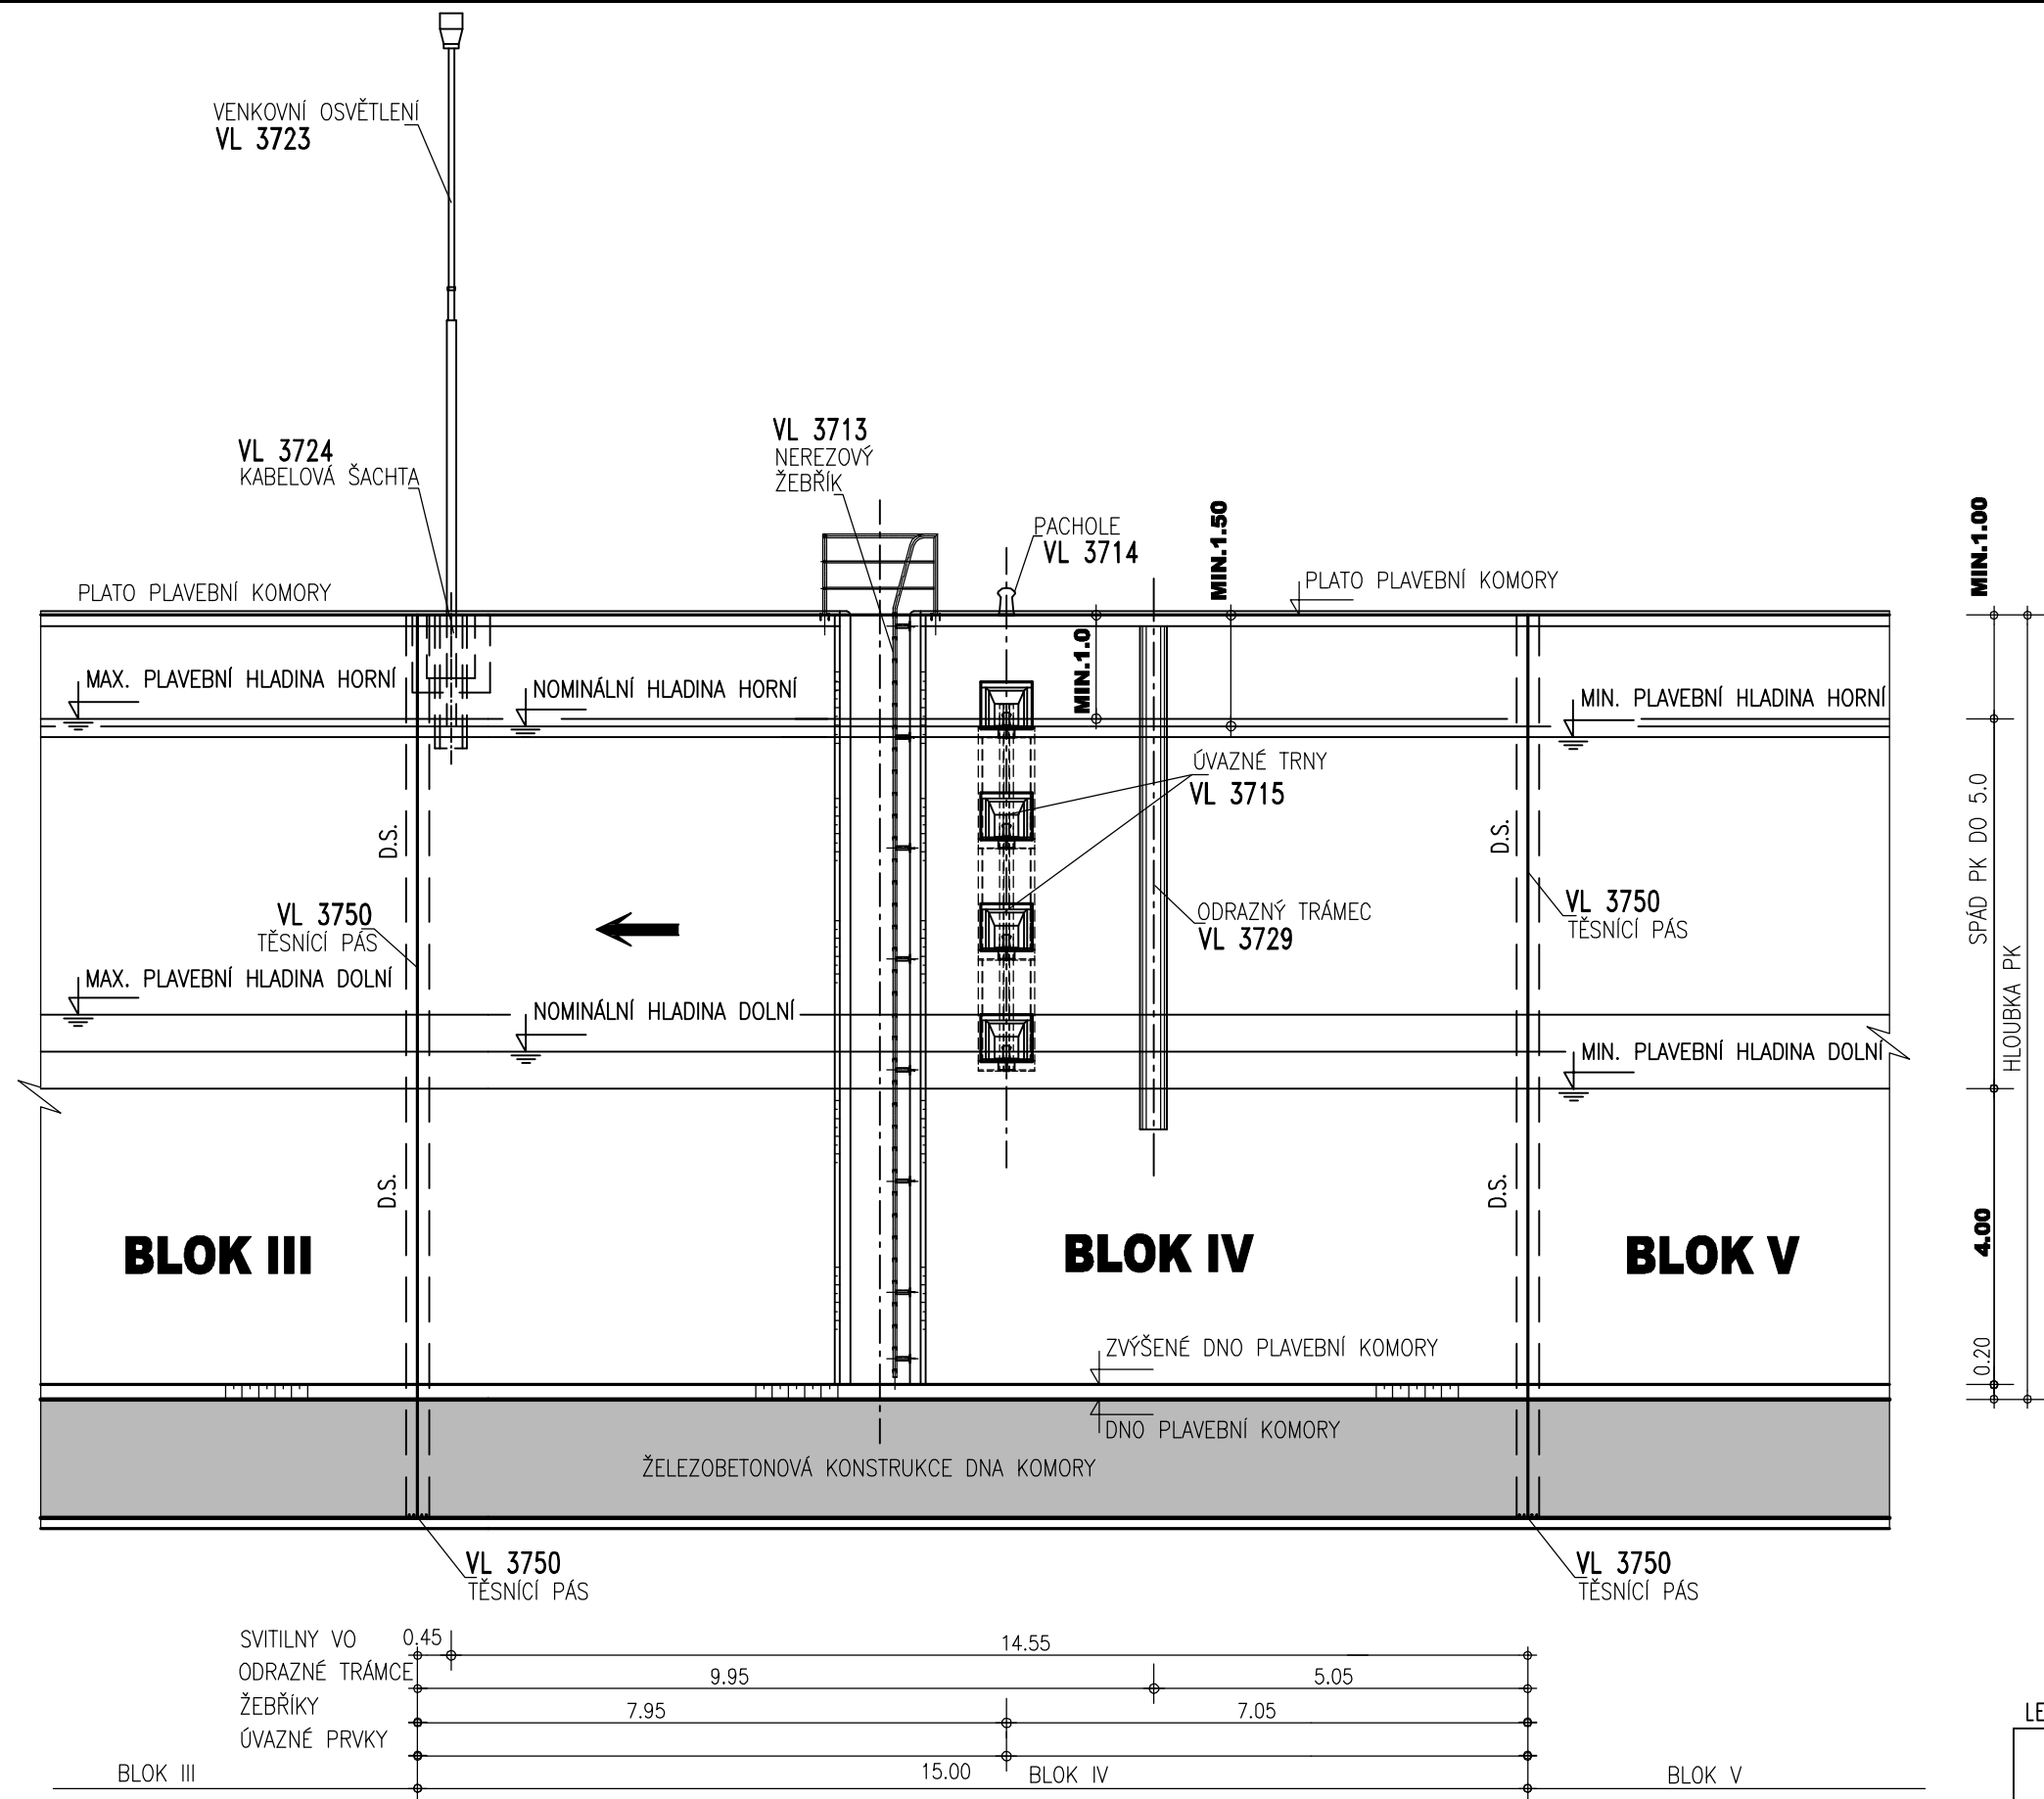 VENKOVNÍ OSVĚTLENÍ
VL 3723
VL 3724
KABELOVÁ ŠACHTA
VL 3713
NEREZOVÝ
ŽEBŘÍK
PACHOLE
VL 3714
MIN.1.50
MIN.1.00
PLATO PLAVEBNÍ KOMORY
PLATO PLAVEBNÍ KOMORY
MIN.1.0
MAX. PLAVEBNÍ HLADINA HORNÍ
NOMINÁLNÍ HLADINA HORNÍ
MIN. PLAVEBNÍ HLADINA HORNÍ
ÚVAZNÉ TRNY
VL 3715
D.S.
D.S.
SPÁD PK DO 5.0
VL 3750
TĚSNÍCÍ PÁS
ODRAZNÝ TRÁMEC
VL 3729
VL 3750
TĚSNÍCÍ PÁS
HLOUBKA PK
MAX. PLAVEBNÍ HLADINA DOLNÍ
NOMINÁLNÍ HLADINA DOLNÍ
MIN. PLAVEBNÍ HLADINA DOLNÍ
D.S.
D.S.
4.00
BLOK III
BLOK IV
BLOK V
ZVÝŠENÉ DNO PLAVEBNÍ KOMORY
0.20
DNO PLAVEBNÍ KOMORY
ŽELEZOBETONOVÁ KONSTRUKCE DNA KOMORY
VL 3750
TĚSNÍCÍ PÁS
VL 3750
TĚSNÍCÍ PÁS
SVITILNY VO 0.45 14.55
ODRAZNÉ TRÁMCE 9.95 5.05
ŽEBŘÍKY 7.95 7.05
ÚVAZNÉ PRVKY
BLOK III 15.00 BLOK IV BLOK V